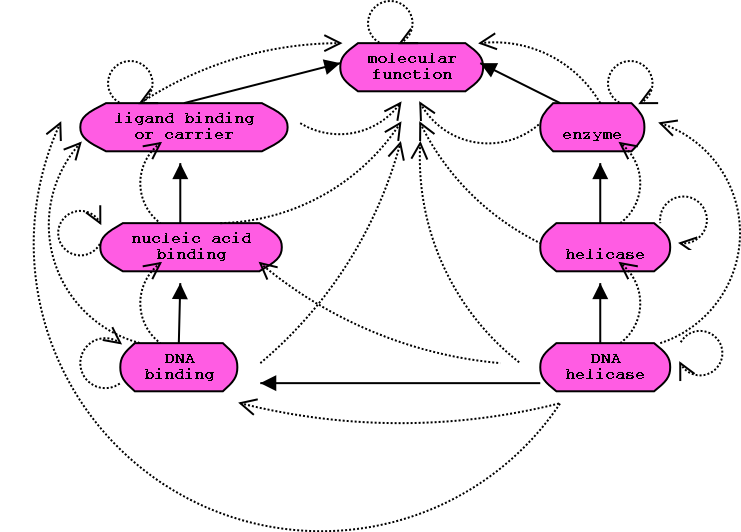 molecular
function
ligand binding
or carrier
enzyme
nucleic acid
binding
helicase
DNA
binding
DNA
helicase